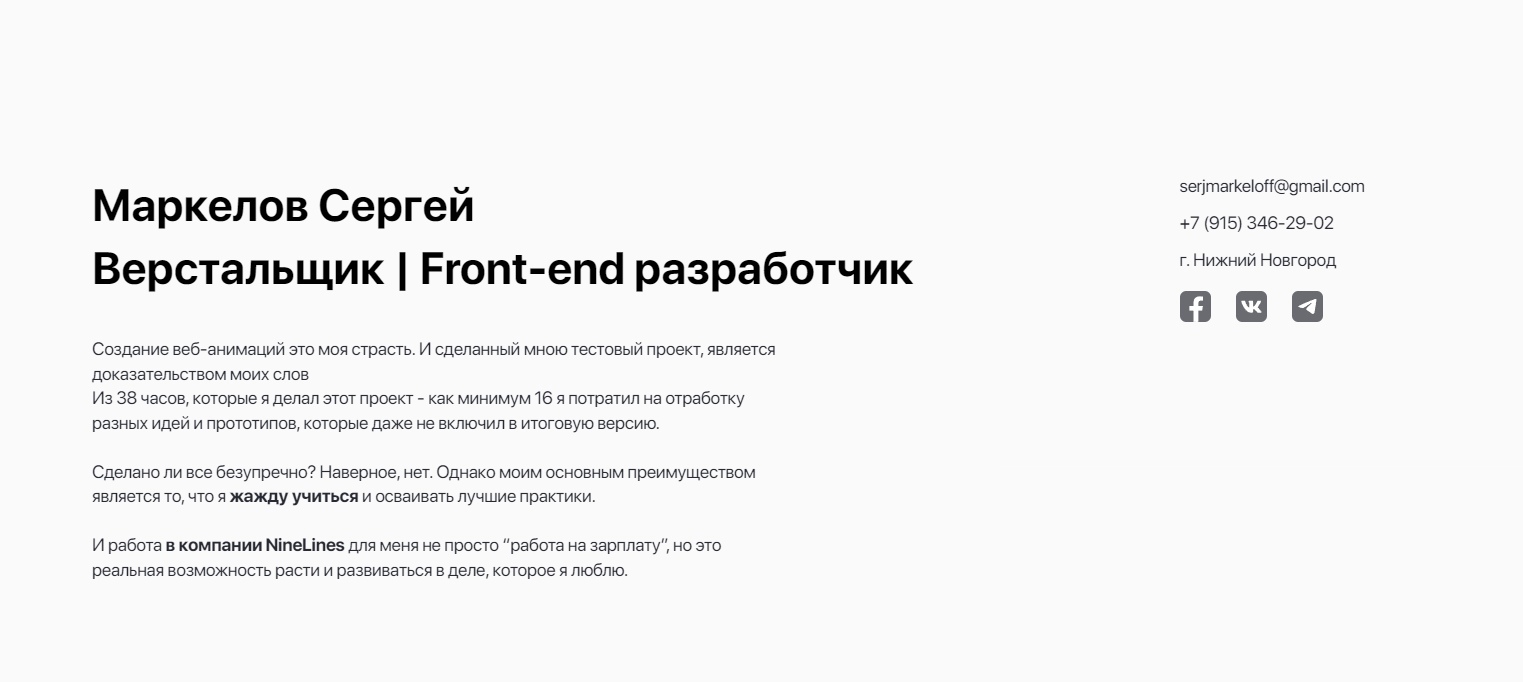 Маркелов Сергей
Верстальщик | Front-end разработчик
Создание веб-анимаций это моя страсть. И сделанный мною тестовый проект, является
доказательством моих слов
Из 38 часов, которые я делал этот проект - как минимум 16 я потратил на отработку
разных идей и прототипов, которые даже не включил в итоговую версию.
Сделано ли все безупречно? Наверное, нет. Однако моим основным преимуществом
является то, что я жажду учиться и осваивать лучшие практики.
И работа в компании NineLines для меня не просто “работа на зарплату”, но это
реальная возможность расти и развиваться в деле, которое я люблю.
serjmarkeloff@gmail.com
+7 (915) 346-29-02
г. Нижний Новгород